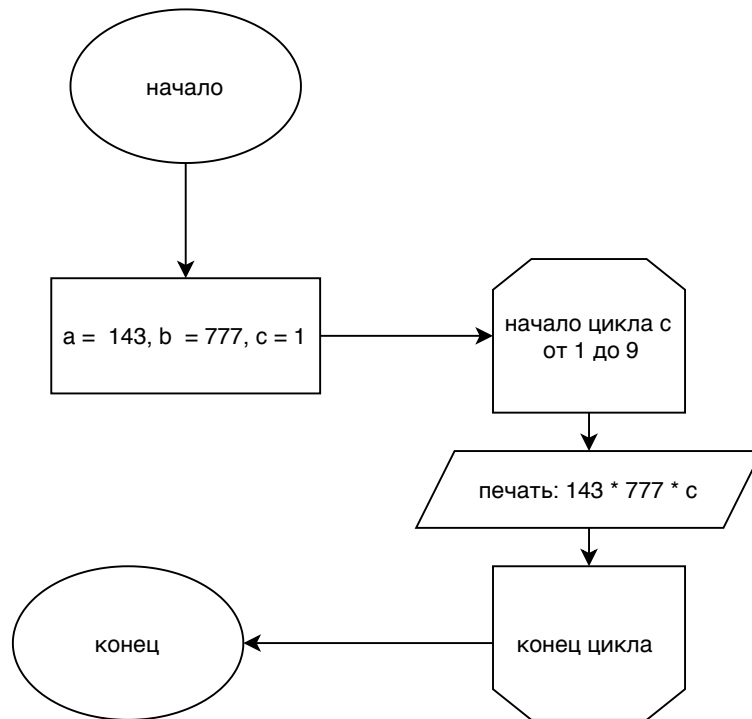 начало
a = 143, b = 777, c = 1
начало цикла с
от 1 до 9
печать: 143 * 777 * c
конец цикла
конец